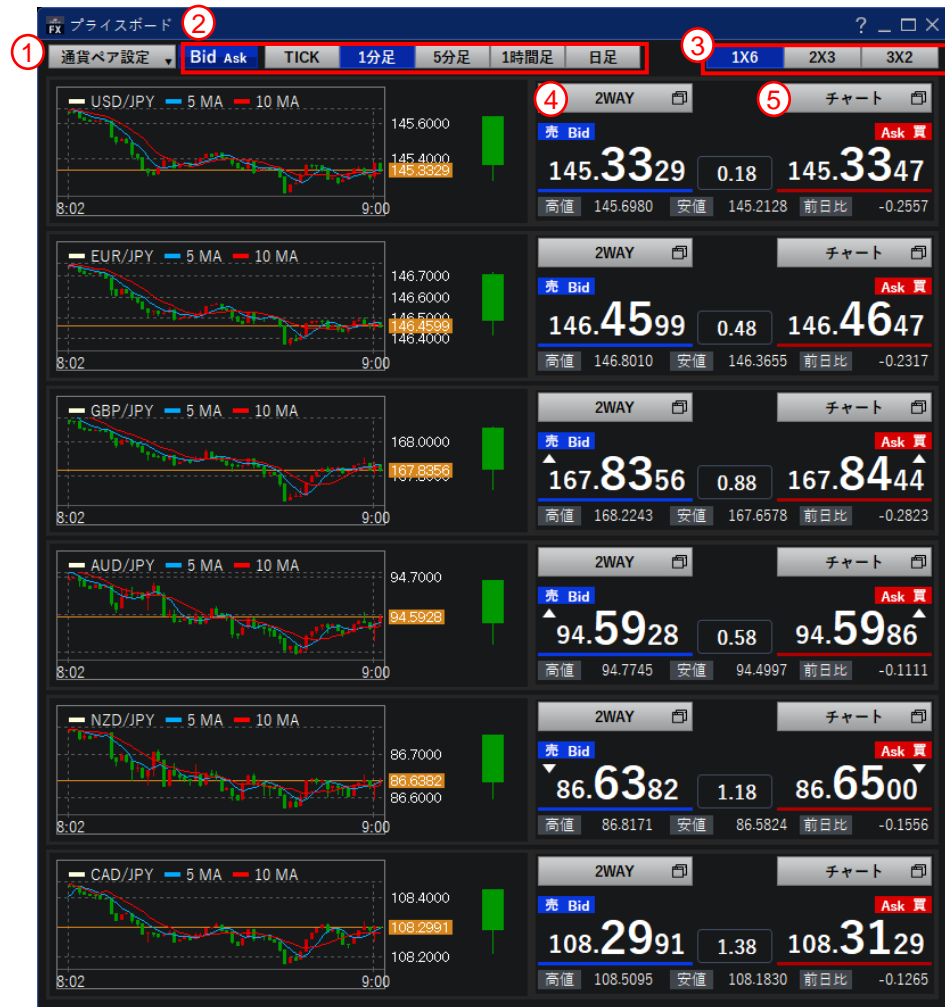 FX プライスボード ② ? _ □ ×
① 通貨ペア設定 ▼ Bid Ask TICK 1分足 5分足 1時間足 日足 ③ 1X6 2X3 3X2
USD/JPY 5 MA 10 MA
145.6000
145.4000
145.3329
8:02 9:00
④ 2WAY ⑤ チャート
売 Bid Ask 買
145.3329 0.18 145.3347
高値 145.6980 安値 145.2128 前日比 -0.2557
EUR/JPY 5 MA 10 MA
146.7000
146.6000
146.5000
146.4599
146.4000
8:02 9:00
2WAY チャート
売 Bid Ask 買
146.4599 0.48 146.4647
高値 146.8010 安値 146.3655 前日比 -0.2317
GBP/JPY 5 MA 10 MA
168.0000
167.8356
167.8000
8:02 9:00
2WAY チャート
売 Bid Ask 買
167.8356 0.88 167.8444
高値 168.2243 安値 167.6578 前日比 -0.2823
AUD/JPY 5 MA 10 MA
94.7000
94.5928
8:02 9:00
2WAY チャート
売 Bid Ask 買
94.5928 0.58 94.5986
高値 94.7745 安値 94.4997 前日比 -0.1111
NZD/JPY 5 MA 10 MA
86.7000
86.6382
86.6000
8:02 9:00
2WAY チャート
売 Bid Ask 買
86.6382 1.18 86.6500
高値 86.8171 安値 86.5824 前日比 -0.1556
CAD/JPY 5 MA 10 MA
108.4000
108.2991
108.2000
8:02 9:00
2WAY チャート
売 Bid Ask 買
108.2991 1.38 108.3129
高値 108.5095 安値 108.1830 前日比 -0.1265